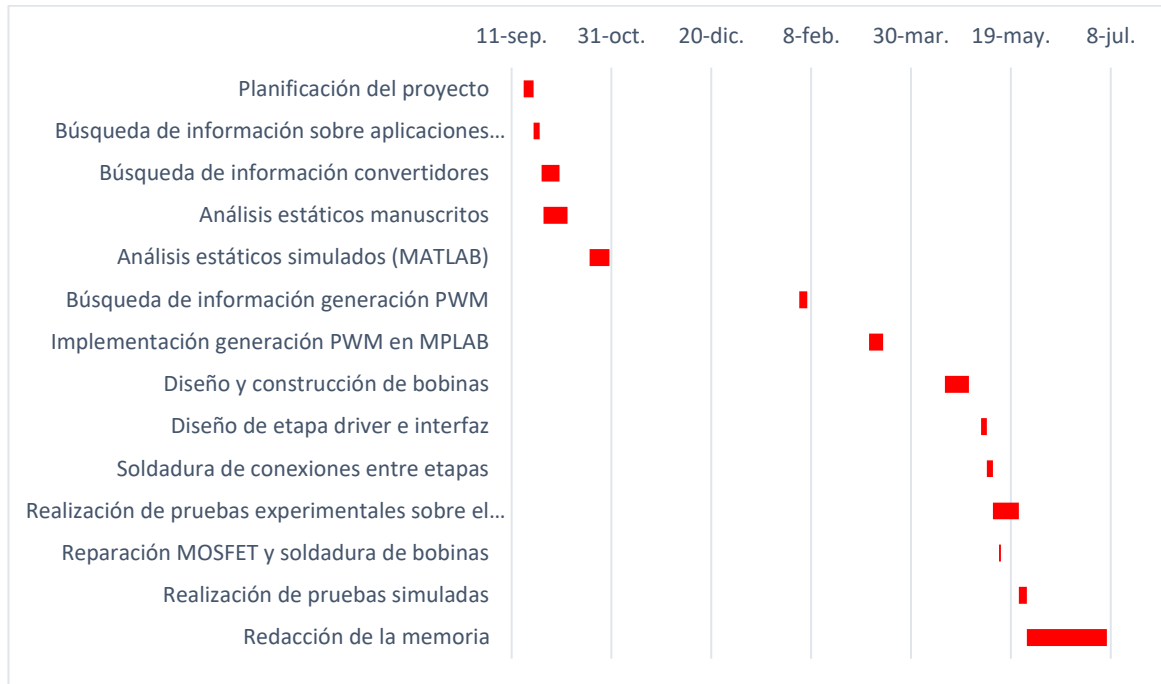 11-sep. 31-oct. 20-dic. 8-feb. 30-mar. 19-may. 8-jul.
Planificación del proyecto
Búsqueda de información sobre aplicaciones...
Búsqueda de información convertidores
Análisis estáticos manuscritos
Análisis estáticos simulados (MATLAB)
Búsqueda de información generación PWM
Implementación generación PWM en MPLAB
Diseño y construcción de bobinas
Diseño de etapa driver e interfaz
Soldadura de conexiones entre etapas
Realización de pruebas experimentales sobre el...
Reparación MOSFET y soldadura de bobinas
Realización de pruebas simuladas
Redacción de la memoria